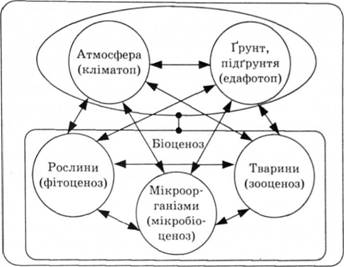 Атмосфера
(кліматоп)
Ґрунт,
підґрунтя
(едафотоп)
Біоценоз
Рослини
(фітоценоз)
Мікроор-
ганізми
(мікробіо-
ценоз)
Тварини
(зооценоз)